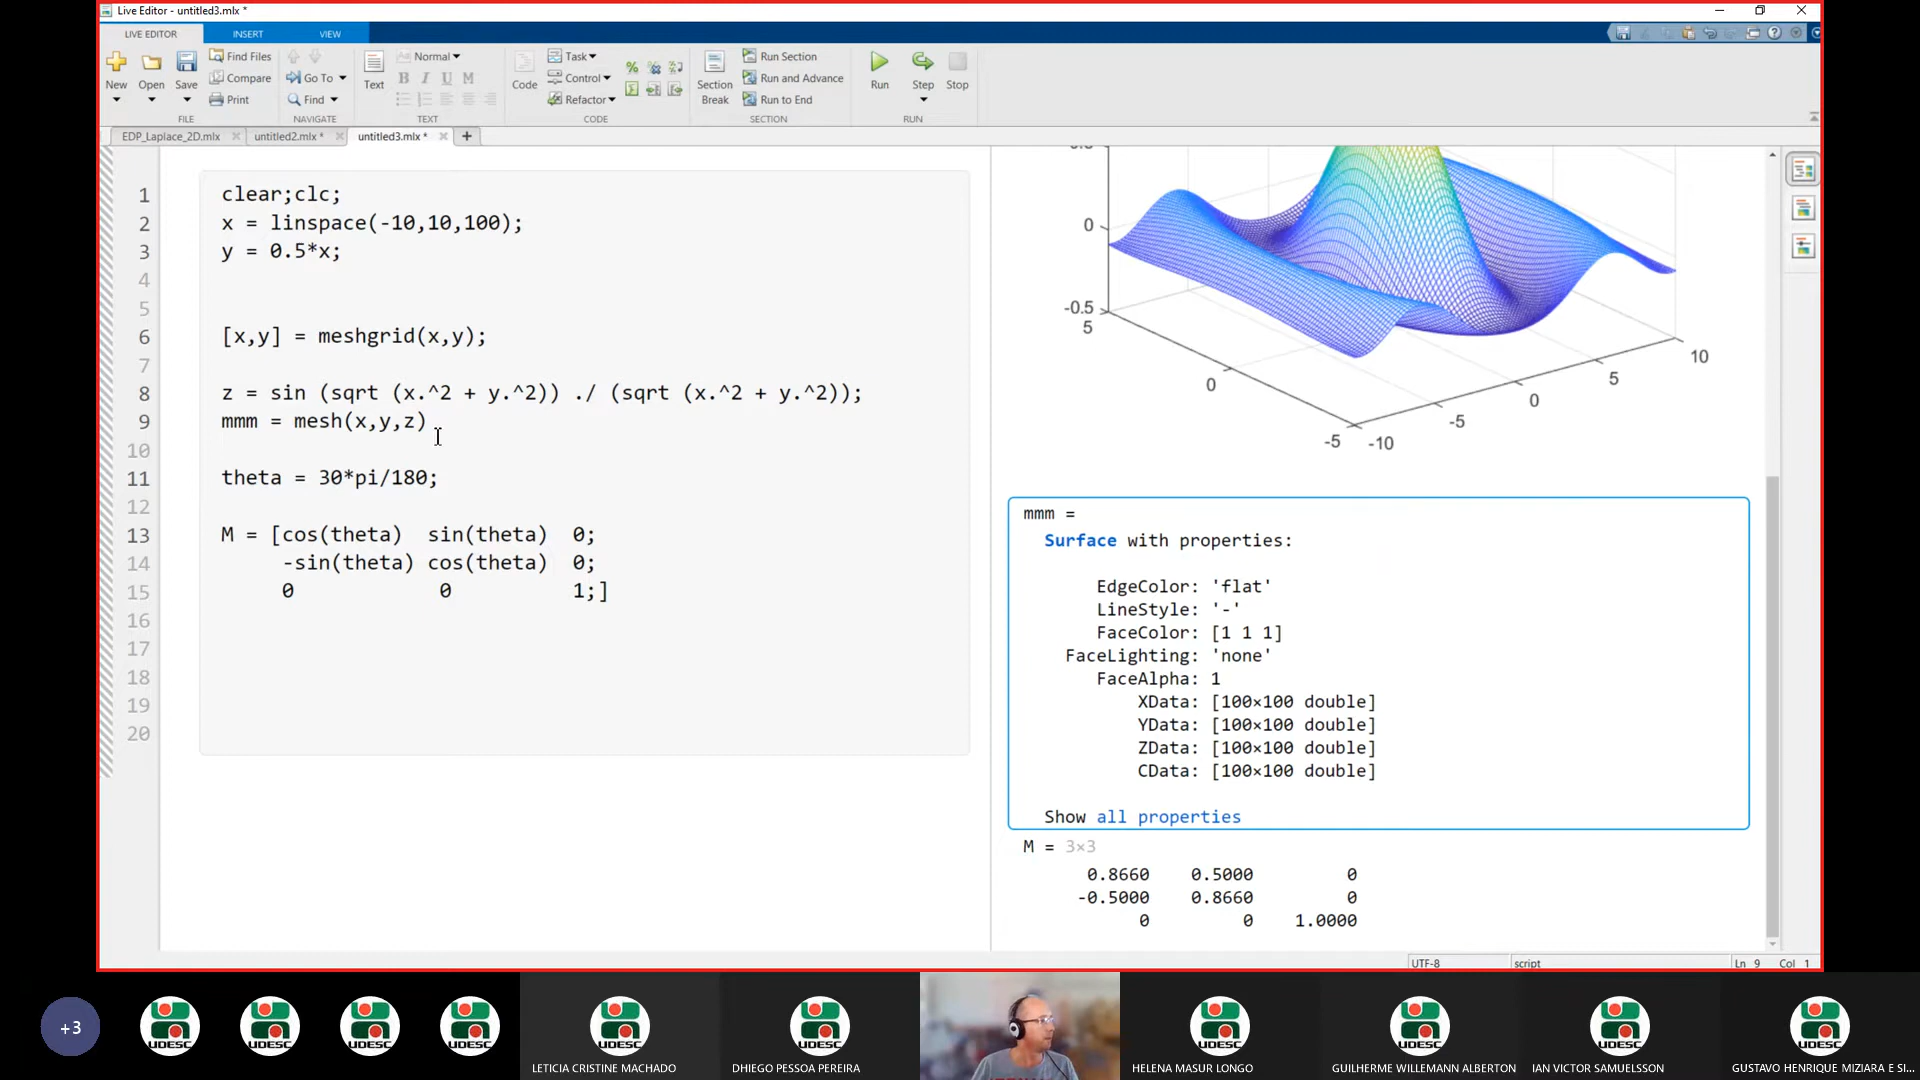 Live Editor - untitled3.mlx *
LIVE EDITOR INSERT VIEW
New Open Save Find Files Compare Print
Go To Find
Text Normal B I U M
Code Task Control Refactor
Section Break Run Section Run and Advance Run to End
Run Step Stop
FILE NAVIGATE TEXT CODE SECTION RUN
EDP_Laplace_2D.mlx untitled2.mlx * untitled3.mlx *
1 clear;clc;
2 x = linspace(-10,10,100);
3 y = 0.5*x;
4
5
6 [x,y] = meshgrid(x,y);
7
8 z = sin (sqrt (x.^2 + y.^2)) ./ (sqrt (x.^2 + y.^2));
9 mmm = mesh(x,y,z)
10
11 theta = 30*pi/180;
12
13 M = [cos(theta) sin(theta) 0;
14 -sin(theta) cos(theta) 0;
15 0 0 1;]
16
17
18
19
20
0
-0.5
5
0
-5
-10
-5
0
5
10
mmm =
Surface with properties:
EdgeColor: 'flat'
LineStyle: '-'
FaceColor: [1 1 1]
FaceLighting: 'none'
FaceAlpha: 1
XData: [100×100 double]
YData: [100×100 double]
ZData: [100×100 double]
CData: [100×100 double]
Show all properties
M = 3×3
0.8660 0.5000 0
-0.5000 0.8660 0
0 0 1.0000
UTF-8 script Ln 9 Col 1
+3
UDESC
UDESC
UDESC
UDESC
UDESC
UDESC
UDESC
UDESC
UDESC
UDESC
LETICIA CRISTINE MACHADO
DHIEGO PESSOA PEREIRA
HELENA MASUR LONGO
GUILHERME WILLEMANN ALBERTON
IAN VICTOR SAMUELSSON
GUSTAVO HENRIQUE MIZIARA E SI...